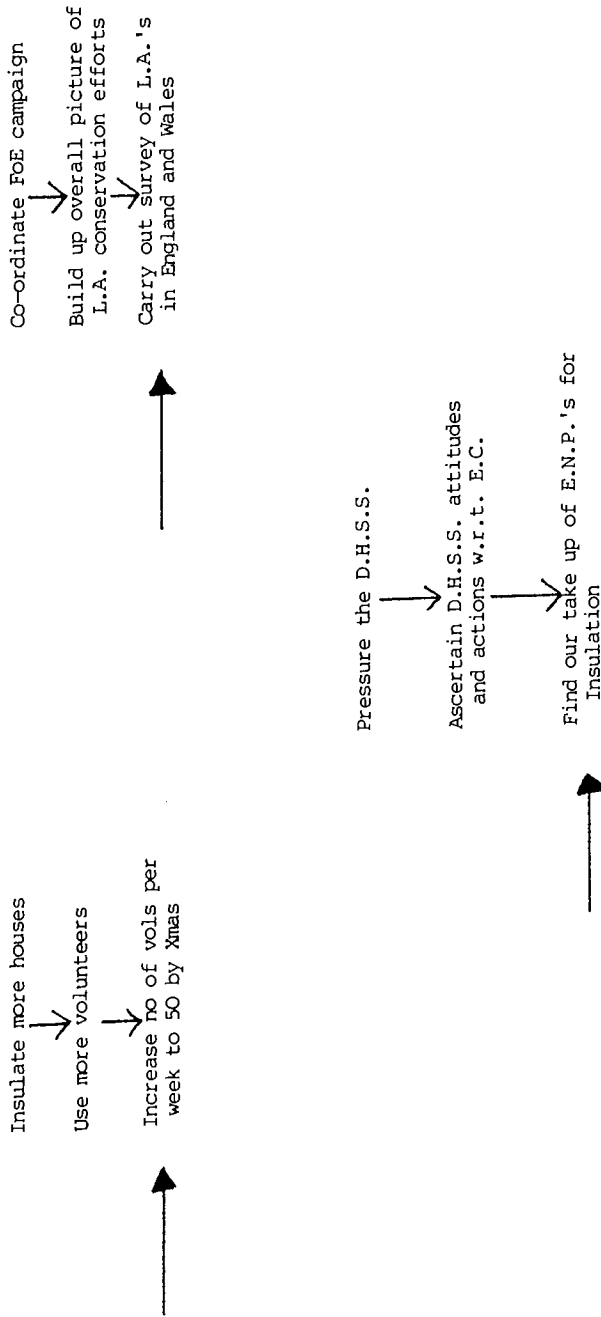 Insulate more houses
Use more volunteers
Increase no of vols per
week to 50 by Xmas
Co-ordinate FoE campaign
Build up overall picture of
L.A. conservation efforts
Carry out survey of L.A.'s
in England and Wales
Pressure the D.H.S.S.
Ascertain D.H.S.S. attitudes
and actions w.r.t. E.C.
Find our take up of E.N.P.'s for
Insulation